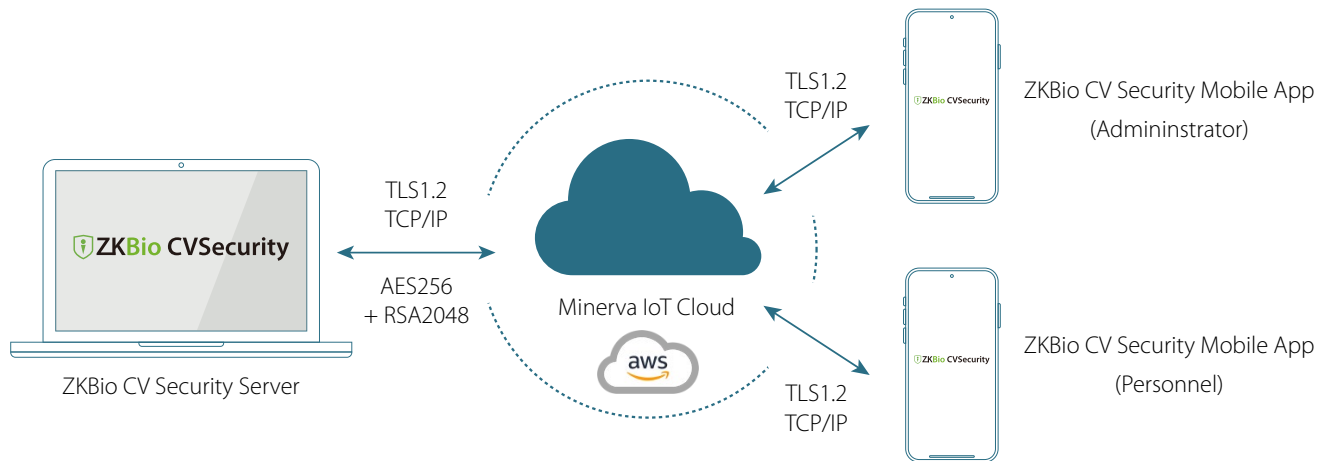 ZKBio CVSecurity
ZKBio CV Security Server
TLS1.2
TCP/IP
AES256
+ RSA2048
Minerva IoT Cloud
aws
TLS1.2
TCP/IP
ZKBio CVSecurity
ZKBio CV Security Mobile App
(Admininstrator)
TLS1.2
TCP/IP
ZKBio CVSecurity
ZKBio CV Security Mobile App
(Personnel)